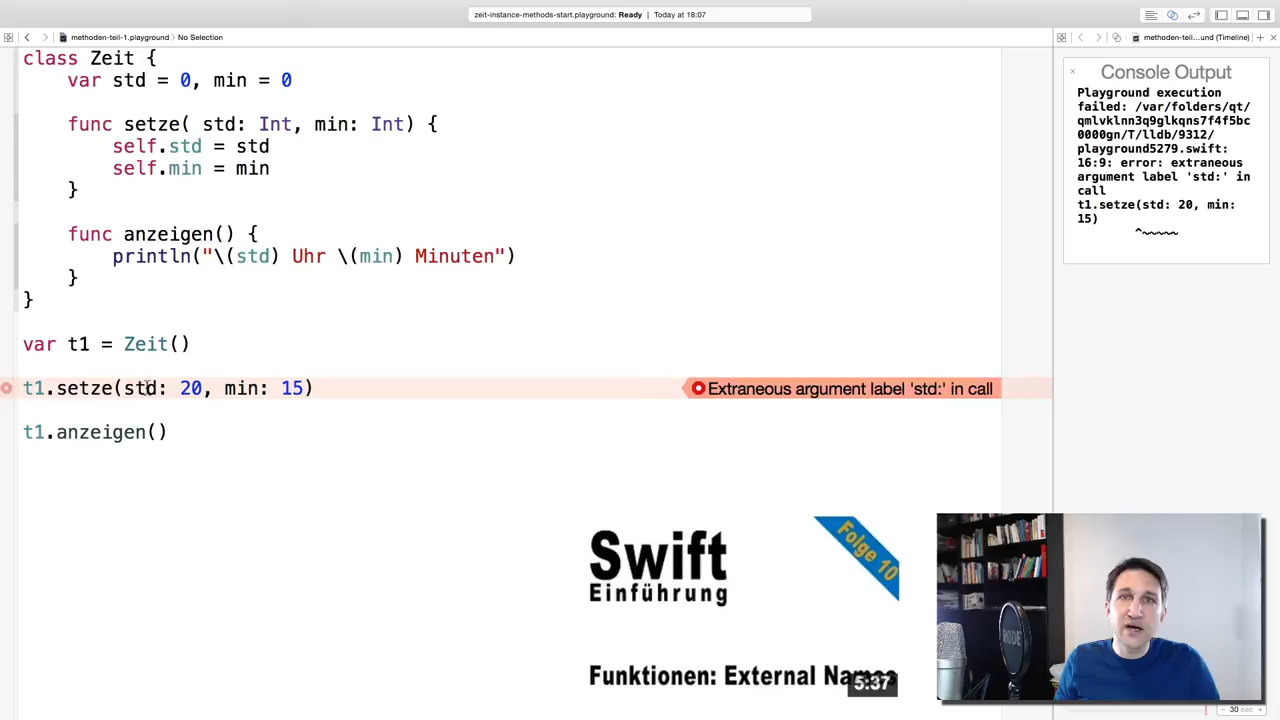 zeit-instance-methods-start.playground: Ready | Today at 18:07
methoden-teil-1.playground › No Selection
methoden-teil...und (Timeline)
class Zeit {
var std = 0, min = 0
func setze( std: Int, min: Int) {
self.std = std
self.min = min
}
func anzeigen() {
println("\(std) Uhr \(min) Minuten")
}
}
var t1 = Zeit()
t1.setze(std: 20, min: 15)
Extraneous argument label 'std:' in call
t1.anzeigen()
Console Output
Playground execution
failed: /var/folders/qt/
qmlvklnn3q9glkqns7f4f5bc
0000gn/T/lldb/9312/
playground5279.swift:
16:9: error: extraneous
argument label 'std:' in
call
t1.setze(std: 20, min:
15)
^~~~~~
Swift
Einführung
Folge 10
Funktionen: External Names
5:37
RODE
- 30 sec +